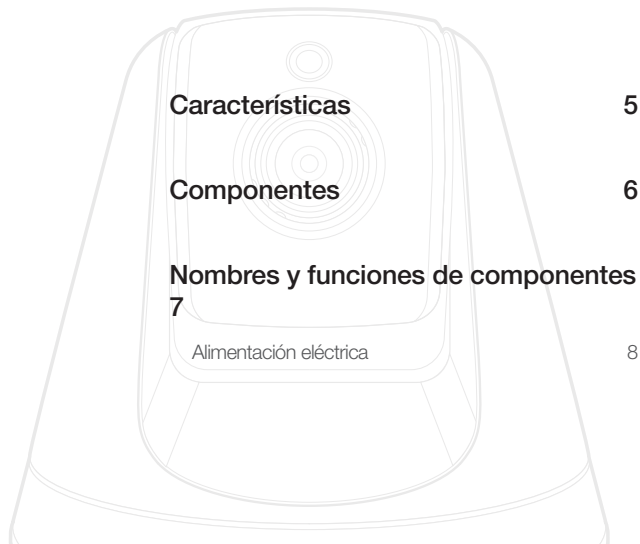 Características 5
Componentes 6
Nombres y funciones de componentes
7
Alimentación eléctrica 8